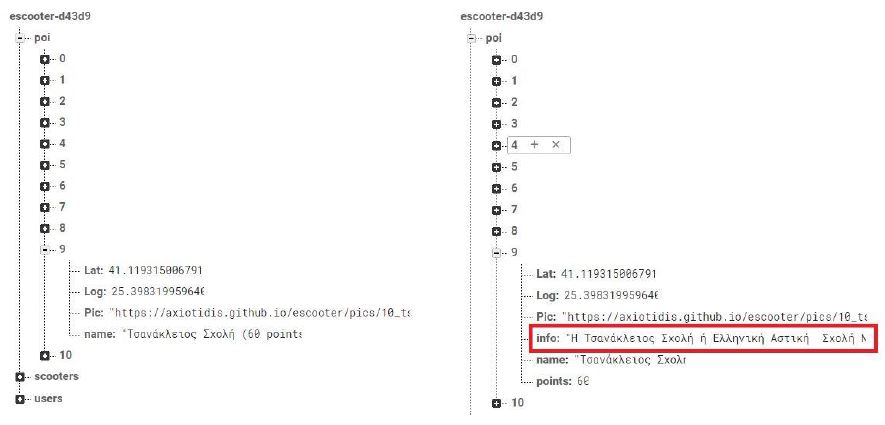 escooter-d43d9
poi
0
1
2
3
4
5
6
7
8
9
Lat: 41.119315006791
Log: 25.398319959640
Pic: "https://axiotidis.github.io/escooter/pics/10_ts
name: "Τσανάκλειος Σχολή (60 points
10
scooters
users
escooter-d43d9
poi
0
1
2
3
4 + ×
5
6
7
8
9
Lat: 41.119315006791
Log: 25.398319959640
Pic: "https://axiotidis.github.io/escooter/pics/10_ts
info: "Η Τσανάκλειος Σχολή ή Ελληνική Αστική Σχολή
name: "Τσανάκλειος Σχολή
points: 60
10